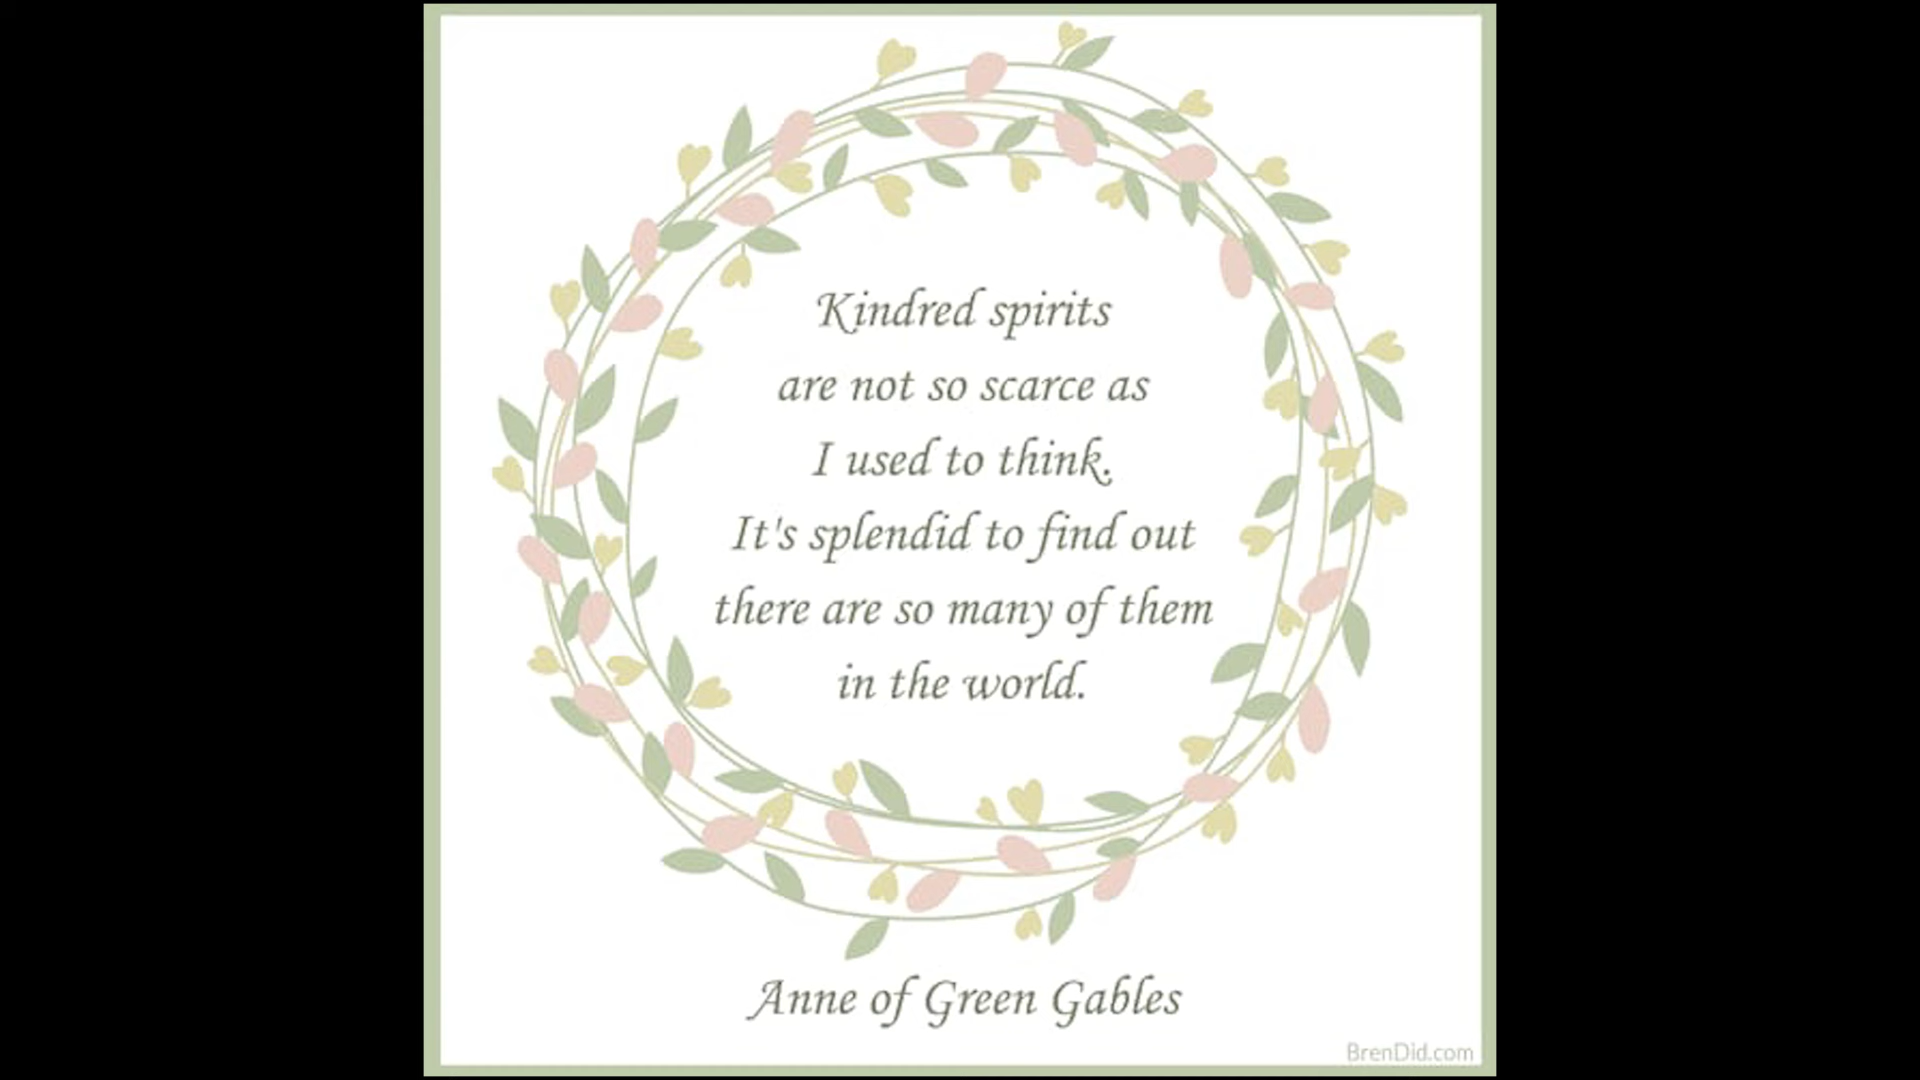 Kindred spirits
are not so scarce as
I used to think.
It's splendid to find out
there are so many of them
in the world.
Anne of Green Gables
BrenDid.com